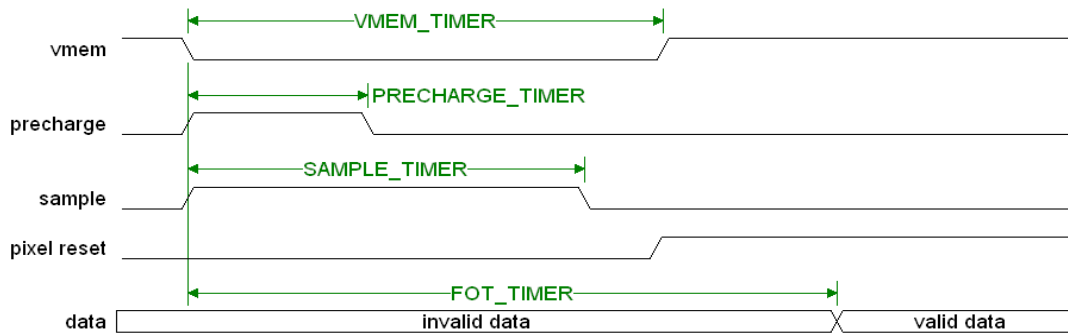 VMEM_TIMER
vmem
PRECHARGE_TIMER
precharge
SAMPLE_TIMER
sample
pixel reset
FOT_TIMER
data invalid data valid data